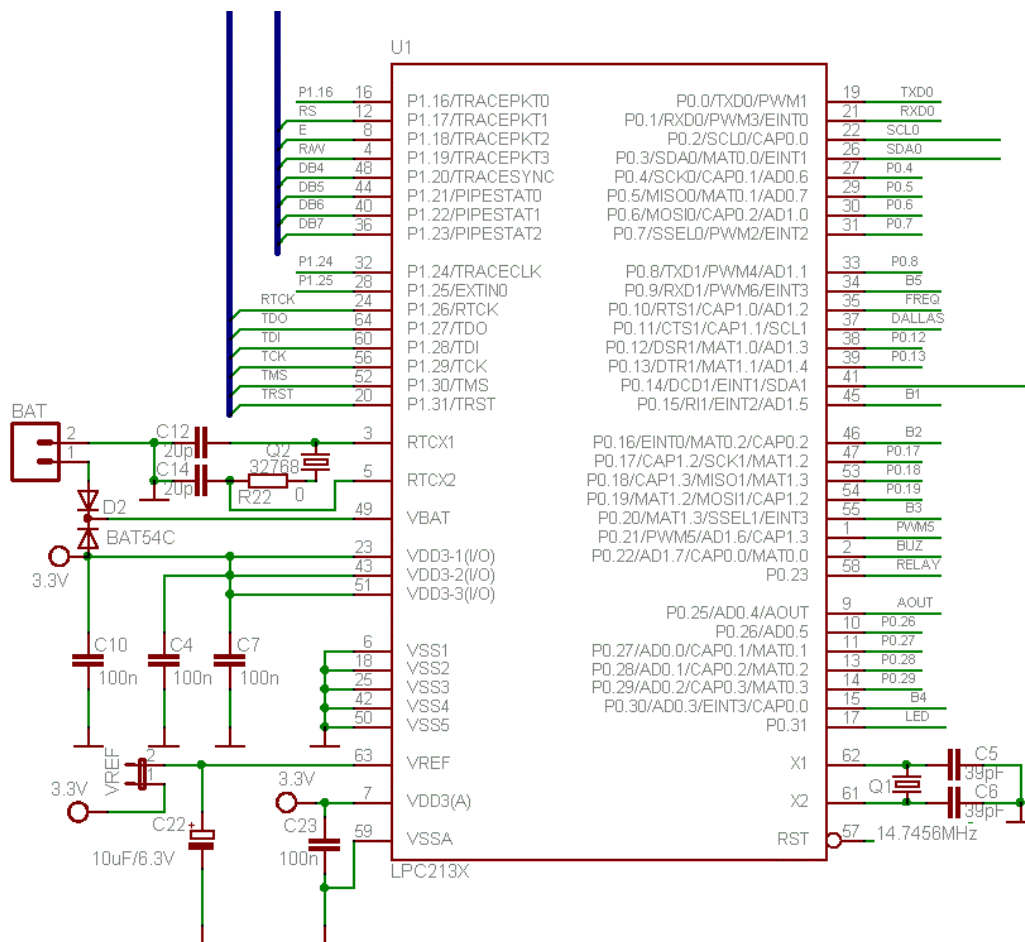 U1
P1.16 16 P1.16/TRACEPKT0 P0.0/TXD0/PWM1 19 TXD0
RS 12 P1.17/TRACEPKT1 P0.1/RXD0/PWM3/EINT0 21 RXD0
E 8 P1.18/TRACEPKT2 P0.2/SCL0/CAP0.0 22 SCL0
R/W 4 P1.19/TRACEPKT3 P0.3/SDA0/MAT0.0/EINT1 26 SDA0
DB4 48 P1.20/TRACESYNC P0.4/SCK0/CAP0.1/AD0.6 27 P0.4
DB5 44 P1.21/PIPESTAT0 P0.5/MISO0/MAT0.1/AD0.7 29 P0.5
DB6 40 P1.22/PIPESTAT1 P0.6/MOSI0/CAP0.2/AD1.0 30 P0.6
DB7 36 P1.23/PIPESTAT2 P0.7/SSEL0/PWM2/EINT2 31 P0.7
P1.24 32 P1.24/TRACECLK P0.8/TXD1/PWM4/AD1.1 33 P0.8
P1.25 28 P1.25/EXTIN0 P0.9/RXD1/PWM6/EINT3 34 B5
RTCK 24 P1.26/RTCK P0.10/RTS1/CAP1.0/AD1.2 35 FREQ
TDO 64 P1.27/TDO P0.11/CTS1/CAP1.1/SCL1 37 DALLAS
TDI 60 P1.28/TDI P0.12/DSR1/MAT1.0/AD1.3 38 P0.12
TCK 56 P1.29/TCK P0.13/DTR1/MAT1.1/AD1.4 39 P0.13
TMS 52 P1.30/TMS P0.14/DCD1/EINT1/SDA1 41
TRST 20 P1.31/TRST P0.15/RI1/EINT2/AD1.5 45 B1
BAT
2 C12 20p Q2 3 RTCX1 P0.16/EINT0/MAT0.2/CAP0.2 46 B2
1 P0.17/CAP1.2/SCK1/MAT1.2 47 P0.17
C14 20p 32768 R22 0 5 RTCX2 P0.18/CAP1.3/MISO1/MAT1.3 53 P0.18
P0.19/MAT1.2/MOSI1/CAP1.2 54 P0.19
D2 49 VBAT P0.20/MAT1.3/SSEL1/EINT3 55 B3
BAT54C P0.21/PWM5/AD1.6/CAP1.3 1 PWM5
3.3V 23 VDD3-1(I/O) P0.22/AD1.7/CAP0.0/MAT0.0 2 BUZ
43 VDD3-2(I/O) P0.23 58 RELAY
51 VDD3-3(I/O)
P0.25/AD0.4/AOUT 9 AOUT
P0.26/AD0.5 10 P0.26
C10 100n C4 100n C7 100n 6 VSS1 P0.27/AD0.0/CAP0.1/MAT0.1 11 P0.27
18 VSS2 P0.28/AD0.1/CAP0.2/MAT0.2 13 P0.28
25 VSS3 P0.29/AD0.2/CAP0.3/MAT0.3 14 P0.29
42 VSS4 P0.30/AD0.3/EINT3/CAP0.0 15 B4
50 VSS5 P0.31 17 LED
VREF 2 1 63 VREF X1 62 C5 39pF
3.3V 3.3V 7 VDD3(A) X2 61 Q1 C6 39pF
C22 + 10uF/6.3V C23 100n 59 VSSA RST 57 14.7456MHz
LPC213X